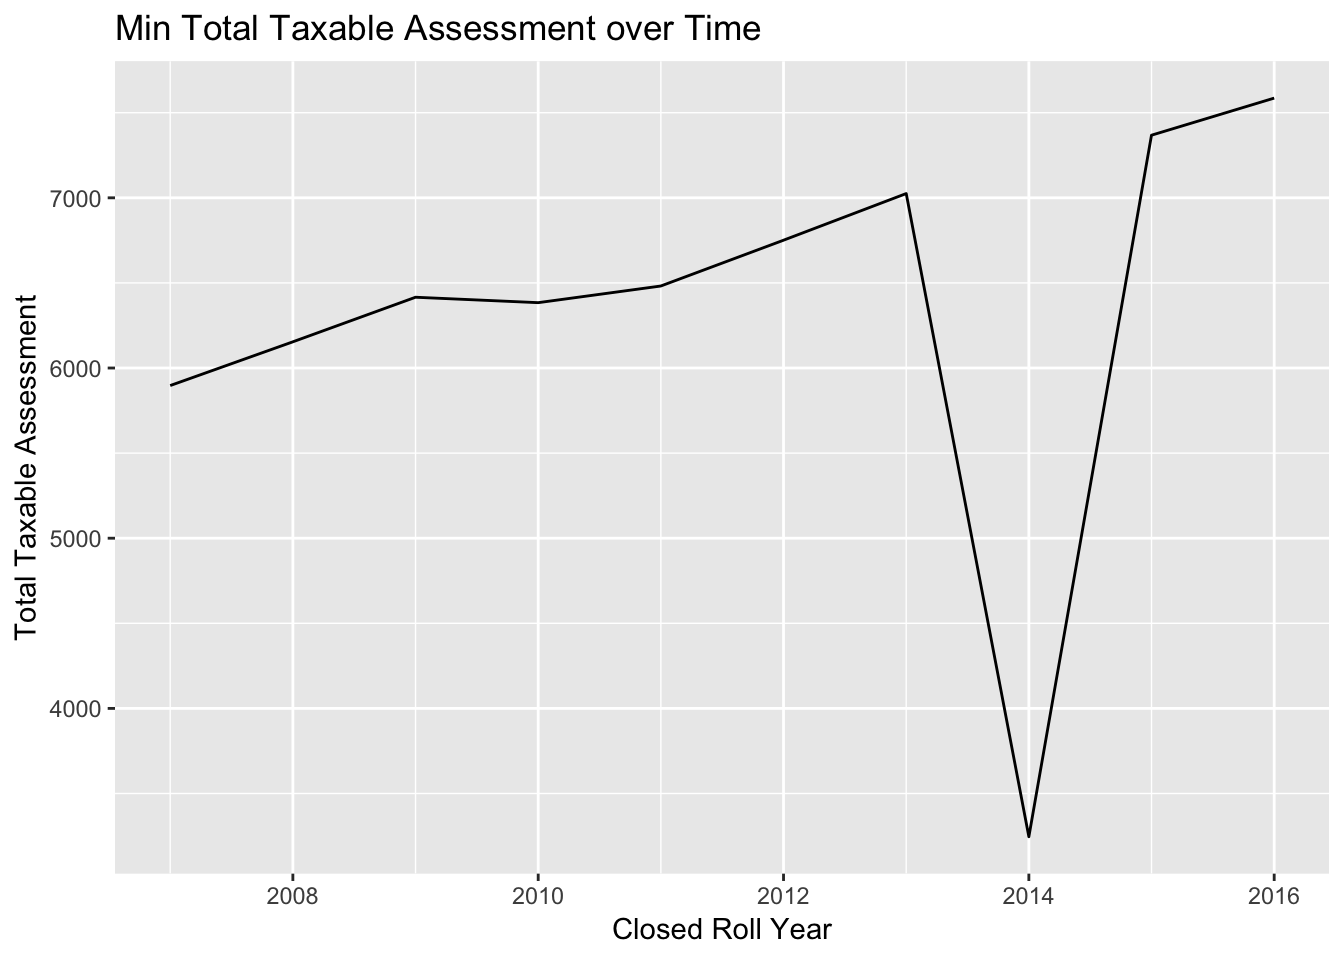 Min Total Taxable Assessment over Time
Total Taxable Assessment
7000
6000
5000
4000
2008 2010 2012 2014 2016
Closed Roll Year